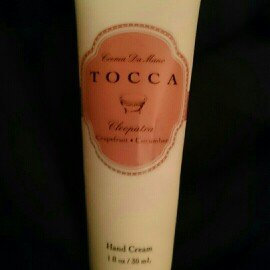 Crema Da Mano
TOCCA
Cleopatra
Grapefruit • Cucumber
Hand Cream
1 fl oz / 30 mL